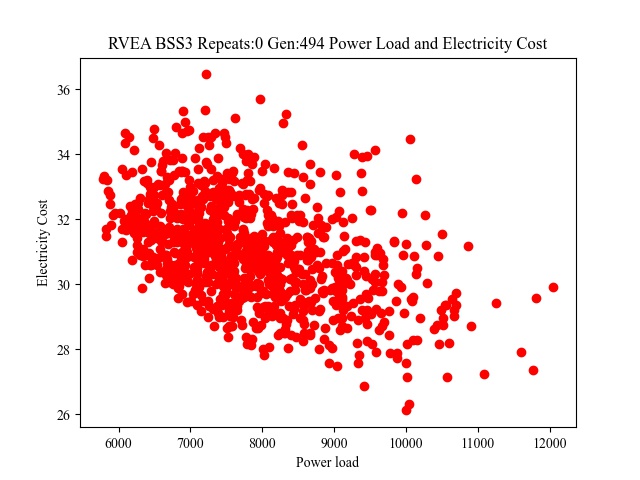 RVEA BSS3 Repeats:0 Gen:494 Power Load and Electricity Cost
36
34
32
30
28
26
Electricity Cost
6000 7000 8000 9000 10000 11000 12000
Power load